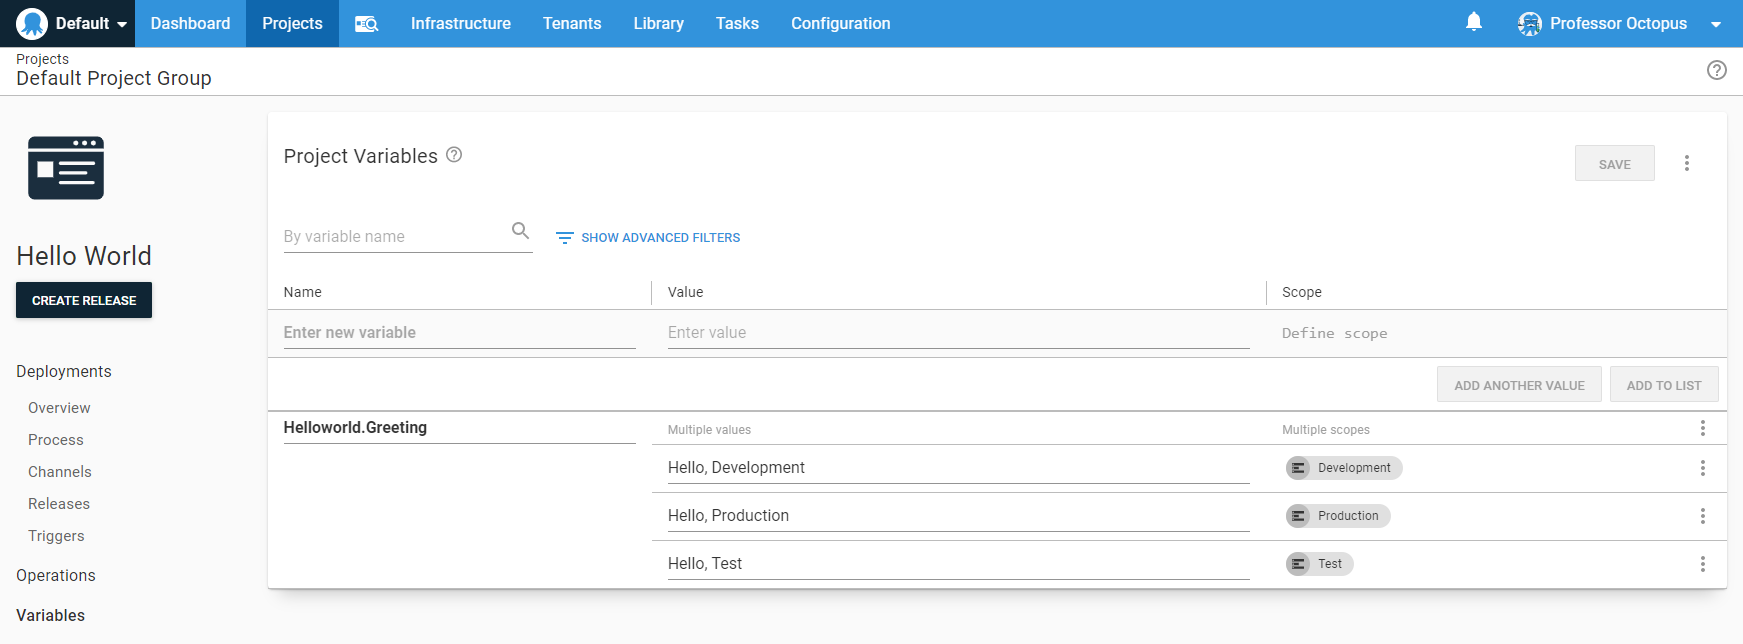 Default Dashboard Projects Infrastructure Tenants Library Tasks Configuration Professor Octopus
Projects
Default Project Group
Hello World
CREATE RELEASE
Deployments
Overview
Process
Channels
Releases
Triggers
Operations
Variables
Project Variables
SAVE
By variable name SHOW ADVANCED FILTERS
Name Value Scope
Enter new variable Enter value Define scope
ADD ANOTHER VALUE ADD TO LIST
Helloworld.Greeting Multiple values Multiple scopes
Hello, Development Development
Hello, Production Production
Hello, Test Test